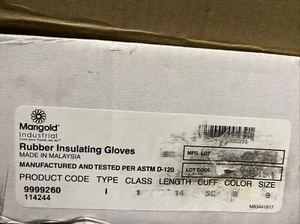 Marigold
Industrial
Rubber Insulating Gloves
MADE IN MALAYSIA
MANUFACTURED AND TESTED PER ASTM D-120
MFG. LOT
LOT CODE
PRODUCT CODE TYPE CLASS LENGTH CUFF COLOR SIZE
9999260 I 1 14 SC 9
114244
MB3441817